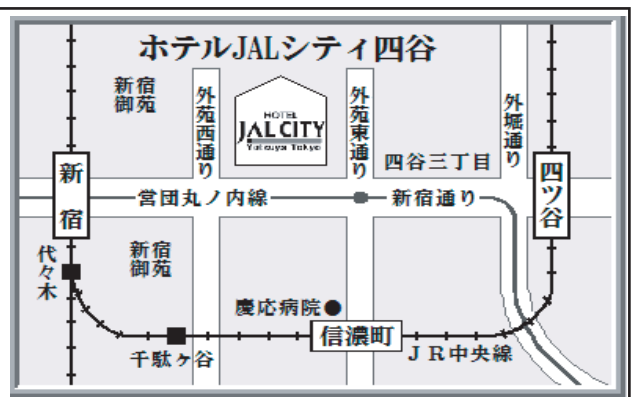 ホテルJALシティ四谷
新宿
御苑
外苑西通り
HOTEL
JALCITY
Yotsuya Tokyo
外苑東通り
外堀通り
四谷三丁目
新宿
四ツ谷
営団丸ノ内線
新宿通り
代々木
新宿
御苑
慶応病院
信濃町
千駄ヶ谷
JR中央線